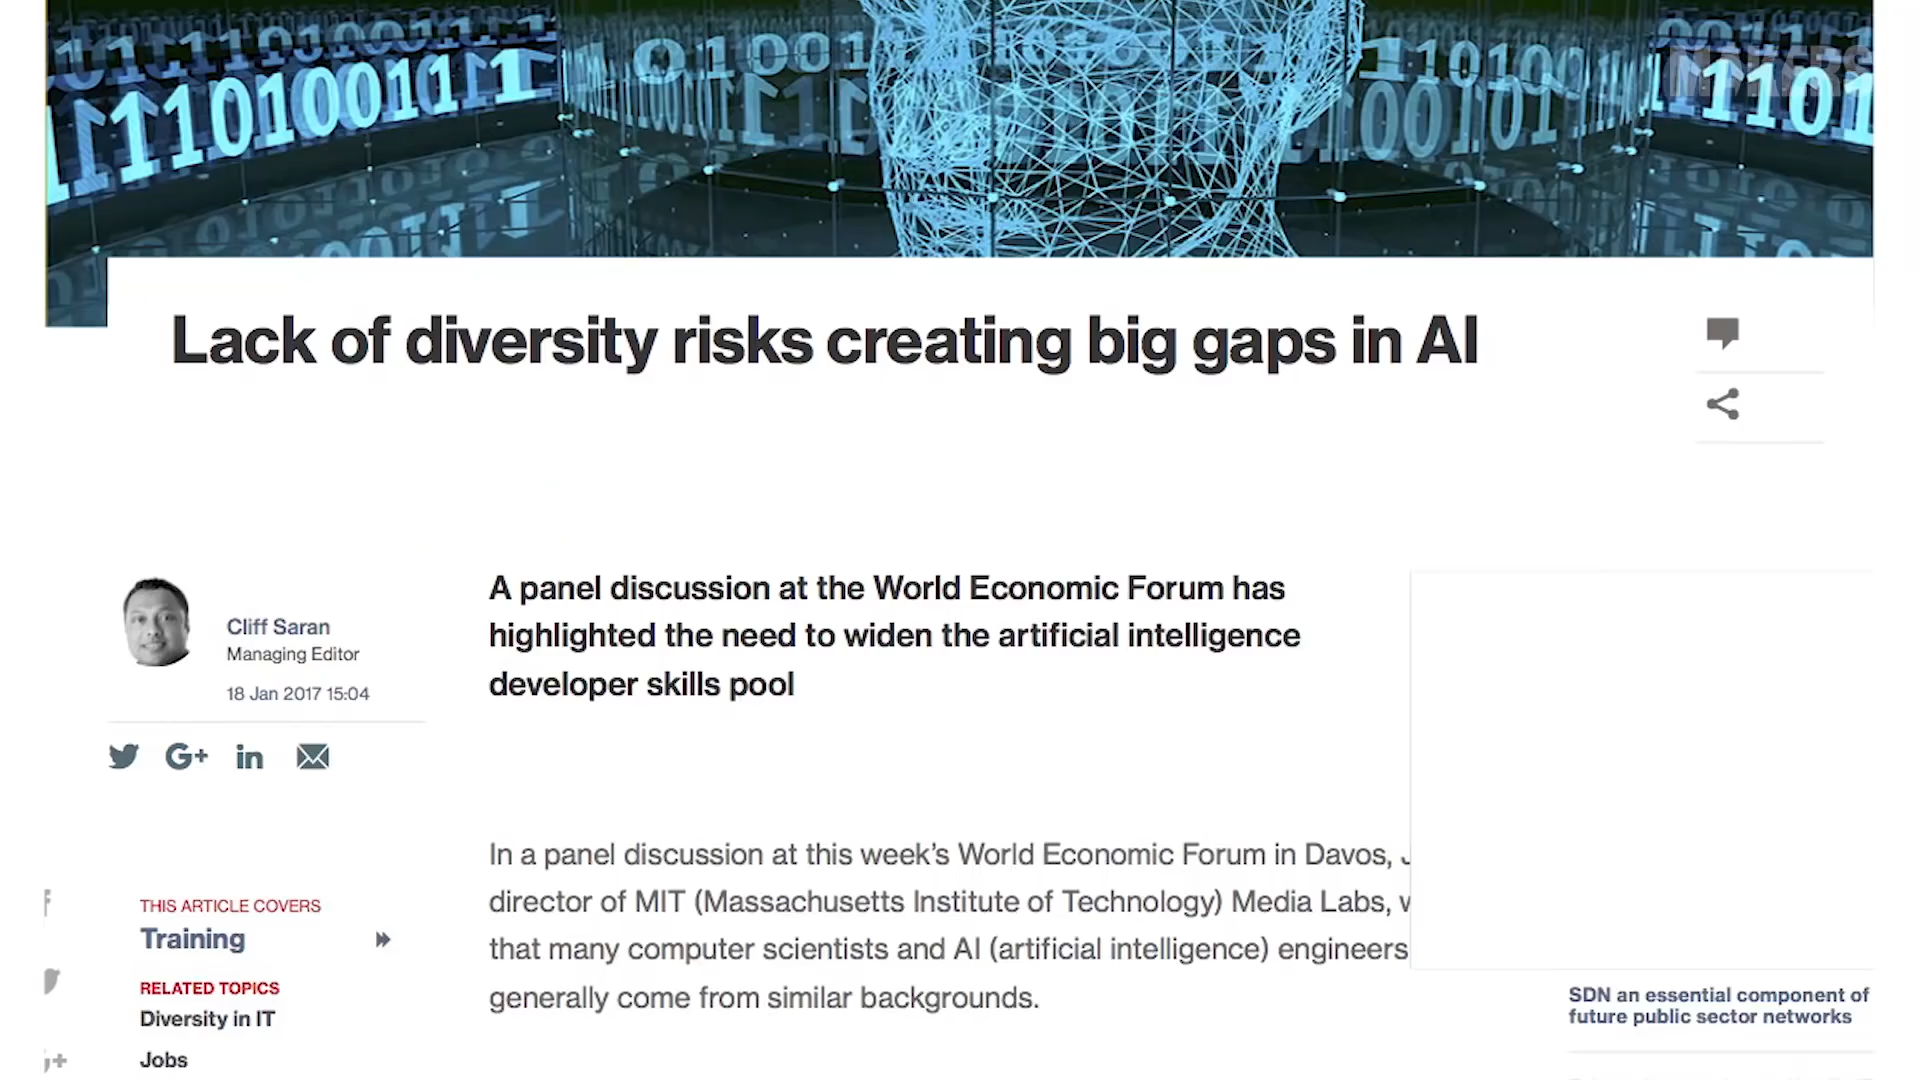 MAKERS
Lack of diversity risks creating big gaps in AI
Cliff Saran
Managing Editor
18 Jan 2017 15:04
A panel discussion at the World Economic Forum has
highlighted the need to widen the artificial intelligence
developer skills pool
In a panel discussion at this week’s World Economic Forum in Davos,
director of MIT (Massachusetts Institute of Technology) Media Labs,
that many computer scientists and AI (artificial intelligence) engineers
generally come from similar backgrounds.
THIS ARTICLE COVERS
Training
RELATED TOPICS
Diversity in IT
Jobs
SDN an essential component of
future public sector networks